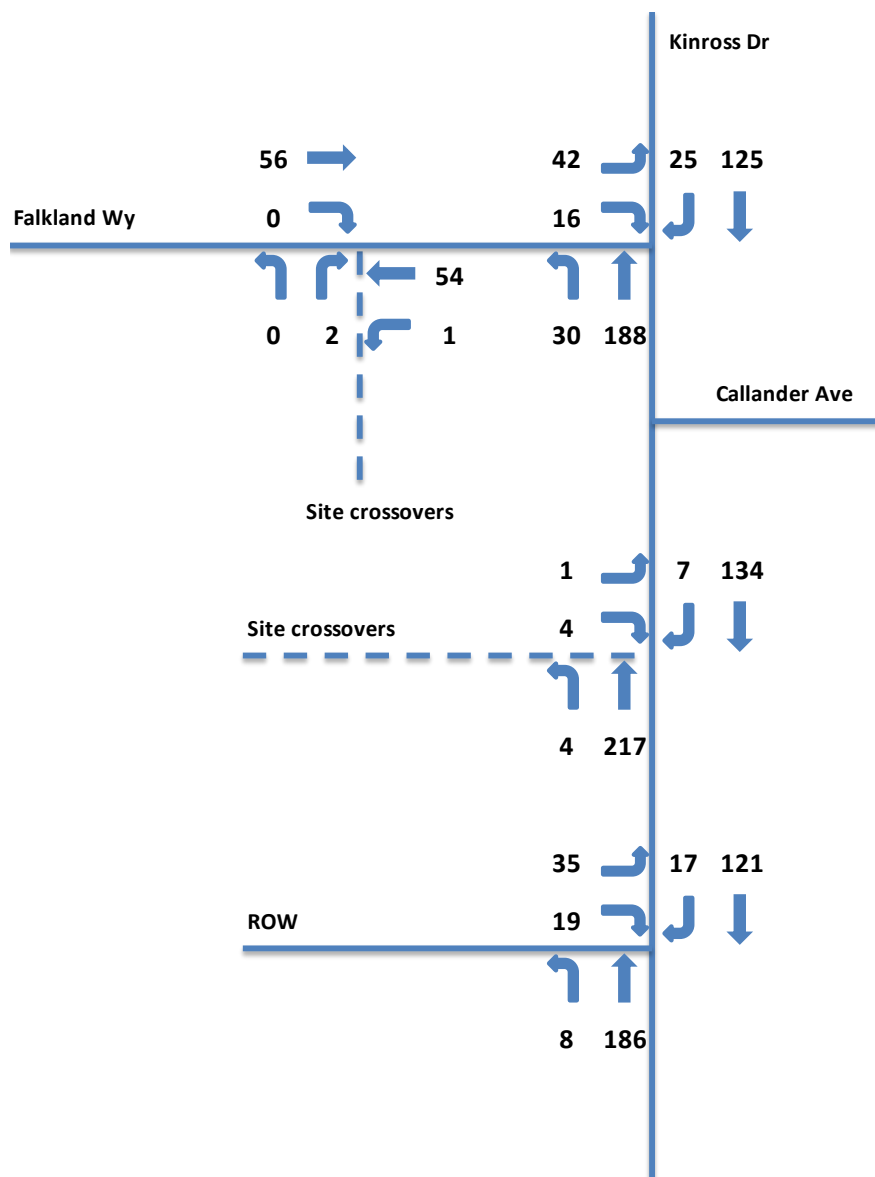 Kinross Dr
56 42 25 125
Falkland Wy 0 16
54
0 2 1 30 188
Callander Ave
Site crossovers
1 7 134
Site crossovers 4
4 217
35 17 121
ROW 19
8 186